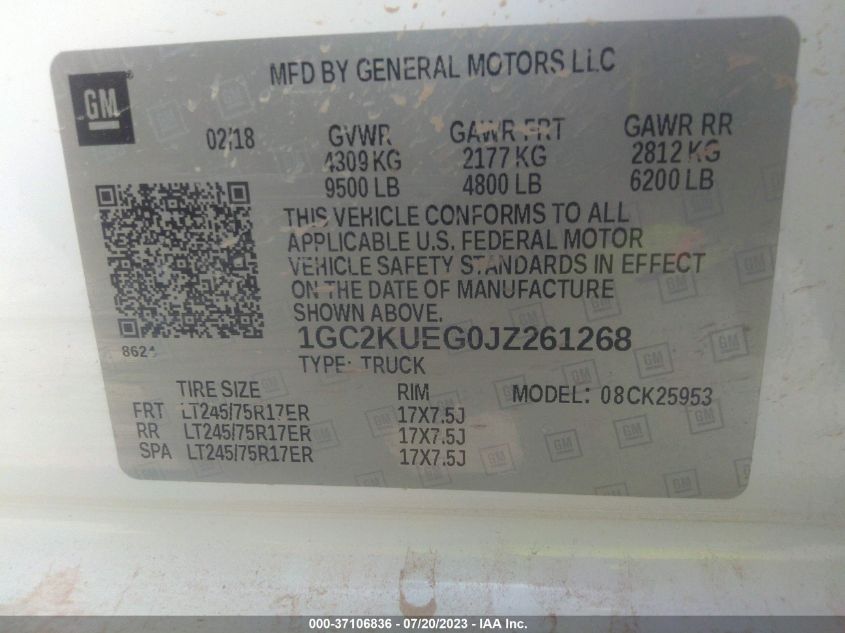 MFD BY GENERAL MOTORS LLC
GM
02/18 GVWR GAWR FRT GAWR RR
4309 KG 2177 KG 2812 KG
9500 LB 4800 LB 6200 LB
THIS VEHICLE CONFORMS TO ALL
APPLICABLE U.S. FEDERAL MOTOR
VEHICLE SAFETY STANDARDS IN EFFECT
ON THE DATE OF MANUFACTURE
SHOWN ABOVE.
1GC2KUEG0JZ261268
8624
TYPE: TRUCK
TIRE SIZE RIM MODEL: 08CK25953
FRT LT245/75R17ER 17X7.5J
RR LT245/75R17ER 17X7.5J
SPA LT245/75R17ER 17X7.5J
000-37106836 - 07/20/2023 - IAA Inc.